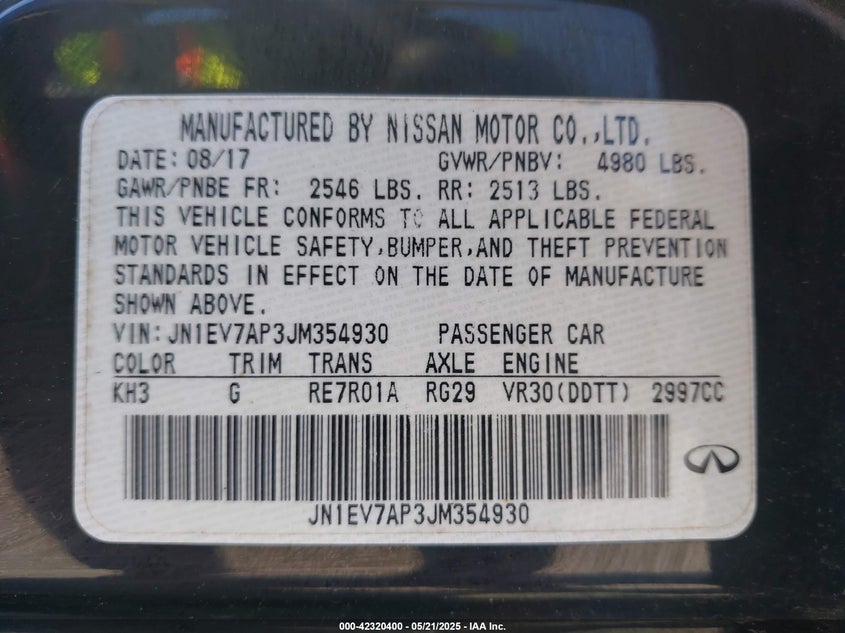 MANUFACTURED BY NISSAN MOTOR CO.,LTD.
DATE: 08/17 GVWR/PNBV: 4980 LBS.
GAWR/PNBE FR: 2546 LBS. RR: 2513 LBS.
THIS VEHICLE CONFORMS TO ALL APPLICABLE FEDERAL
MOTOR VEHICLE SAFETY,BUMPER,AND THEFT PREVENTION
STANDARDS IN EFFECT ON THE DATE OF MANUFACTURE
SHOWN ABOVE.
VIN:JN1EV7AP3JM354930 PASSENGER CAR
COLOR TRIM TRANS AXLE ENGINE
KH3 G RE7R01A RG29 VR30(DDTT) 2997CC
JN1EV7AP3JM354930
000-42320400 - 05/21/2025 - IAA Inc.